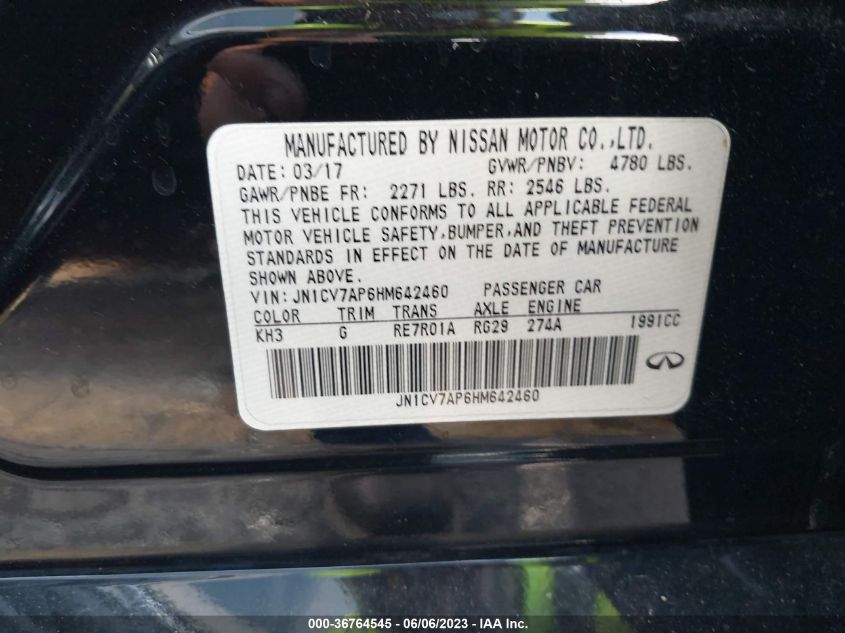 MANUFACTURED BY NISSAN MOTOR CO.,LTD.
DATE: 03/17 GVWR/PNBV: 4780 LBS.
GAWR/PNBE FR: 2271 LBS. RR: 2546 LBS.
THIS VEHICLE CONFORMS TO ALL APPLICABLE FEDERAL
MOTOR VEHICLE SAFETY,BUMPER,AND THEFT PREVENTION
STANDARDS IN EFFECT ON THE DATE OF MANUFACTURE
SHOWN ABOVE.
VIN: JN1CV7AP6HM642460 PASSENGER CAR
COLOR TRIM TRANS AXLE ENGINE
KH3 G RE7R01A RG29 274A 1991CC
JN1CV7AP6HM642460
000-36764545 - 06/06/2023 - IAA Inc.